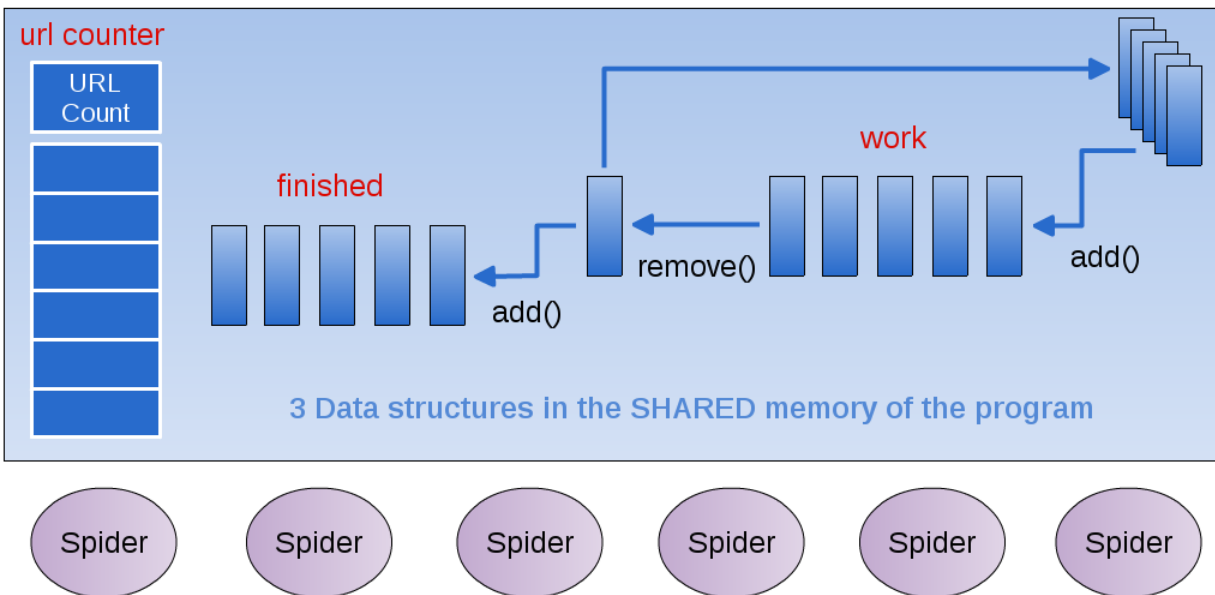 url counter
URL
Count
finished
work
add()
remove()
add()
3 Data structures in the SHARED memory of the program
Spider
Spider
Spider
Spider
Spider
Spider